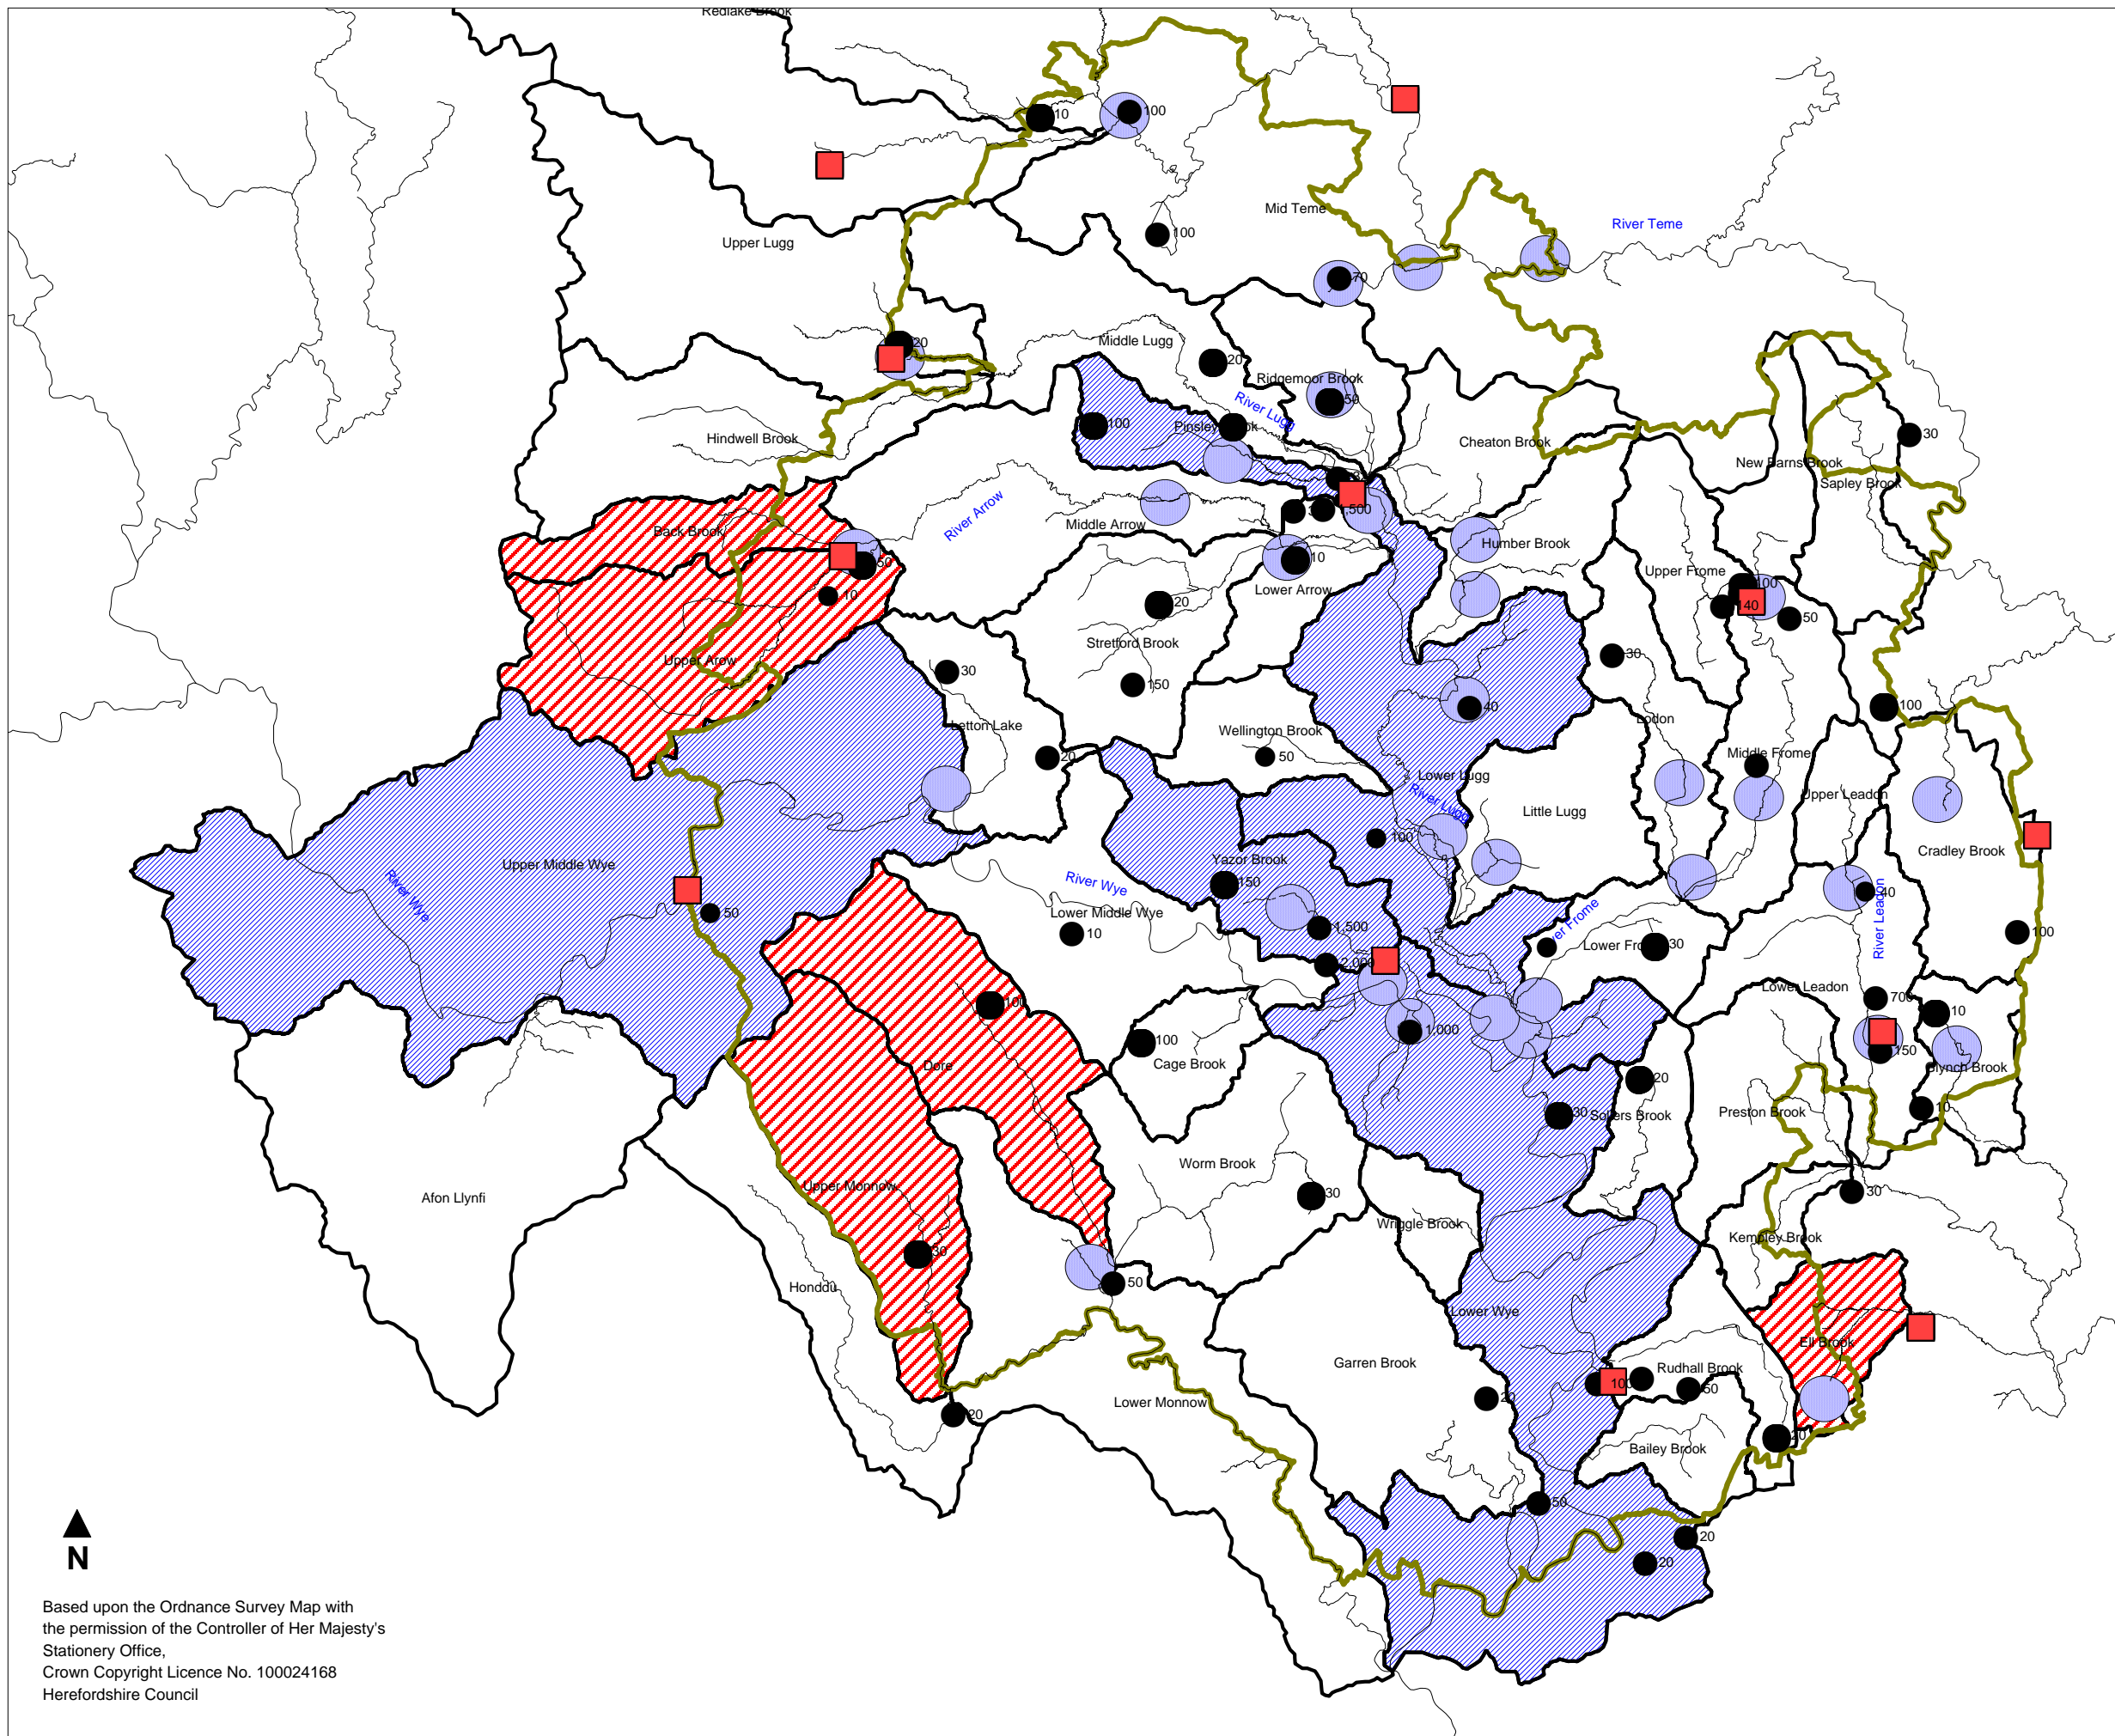 Redlake Brook
10
100
Mid Teme
River Teme
100
Upper Lugg
70
Middle Lugg
20
20
Ridgemoor Brook
River Lugg
50
100
Pinsley Brook
Hindwell Brook
Cheaton Brook
30
New Barns Brook
Sapley Brook
River Arrow
1,500
Middle Arrow
Back Brook
Humber Brook
50
10
Upper Frome
100
10
Lower Arrow
20
140
50
Stretford Brook
Upper Arow
30
30
150
40
100
Lodon
Letton Lake
Wellington Brook
20
50
Middle Frome
Lower Lugg
River Lugg
Upper Leadon
Little Lugg
100
Yazor Brook
Cradley Brook
Upper Middle Wye
River Wye
River Wye
150
40
Lower Middle Wye
50
10
1,500
River Frome
River Leadon
100
Lower Frome
30
2,000
Lower Leadon
700
100
10
1,000
100
150
Cage Brook
Dore
Glynch Brook
20
30
Sollers Brook
Preston Brook
10
Worm Brook
Upper Monnow
30
30
Afon Llynfi
Wriggle Brook
Kempley Brook
30
50
Honddu
Lower Wye
Ell Brook
Garren Brook
Rudhall Brook
100
50
20
Lower Monnow
20
20
Bailey Brook
50
20
20
N
Based upon the Ordnance Survey Map with
the permission of the Controller of Her Majesty's
Stationery Office,
Crown Copyright Licence No. 100024168
Herefordshire Council